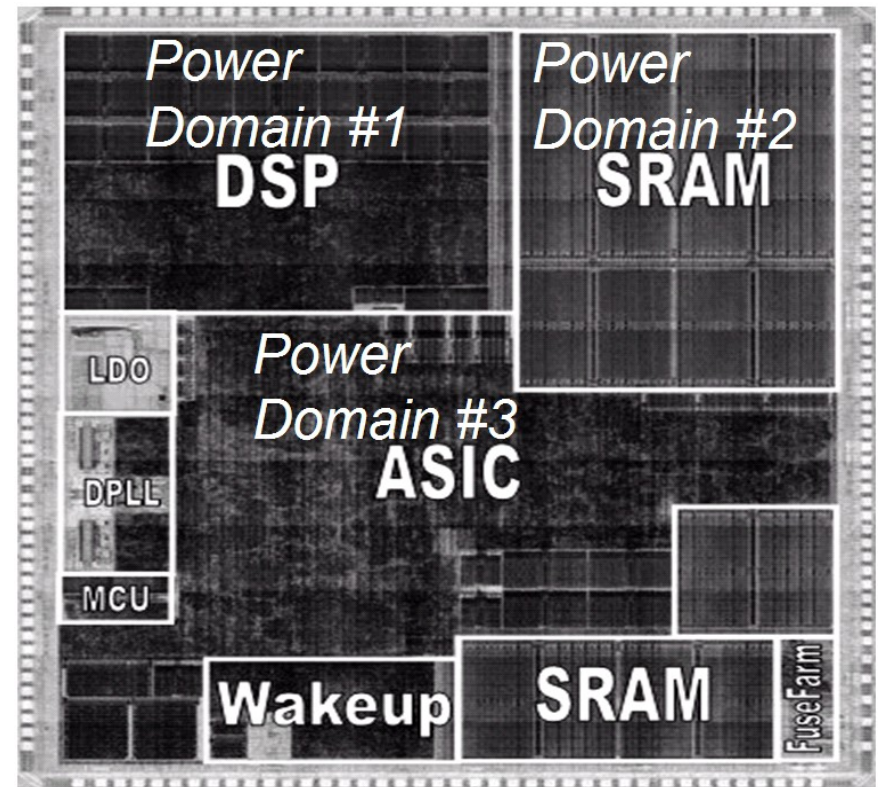 Power
Domain #1
DSP
Power
Domain #2
SRAM
LDO
Power
Domain #3
ASIC
DPLL
MCU
Wakeup
SRAM
FuseFarm